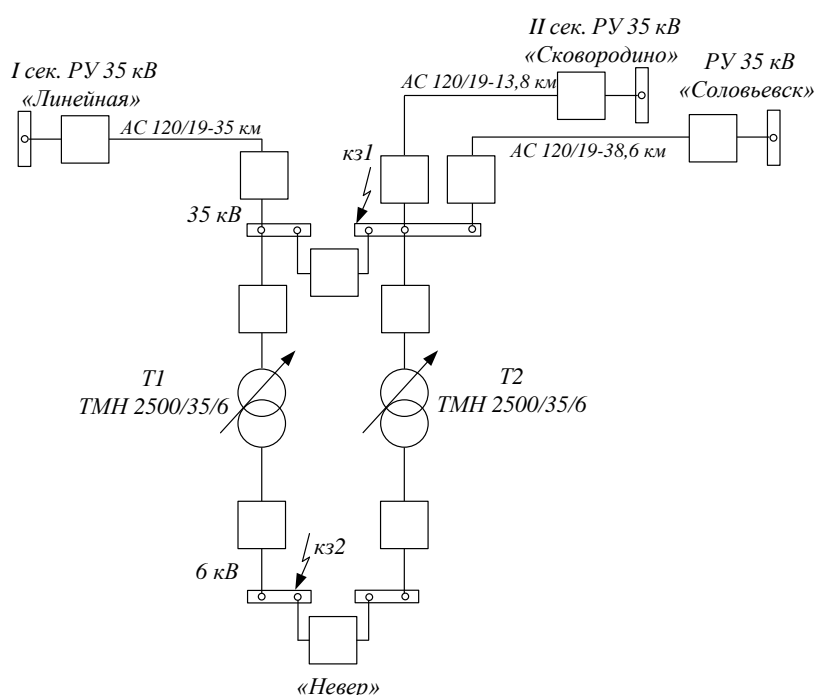 II сек. РУ 35 кВ
«Сковородино»
РУ 35 кВ
«Соловьевск»
I сек. РУ 35 кВ
«Линейная»
АС 120/19-13,8 км
АС 120/19-35 км
АС 120/19-38,6 км
кз1
35 кВ
Т1
ТМН 2500/35/6
Т2
ТМН 2500/35/6
кз2
6 кВ
«Невер»